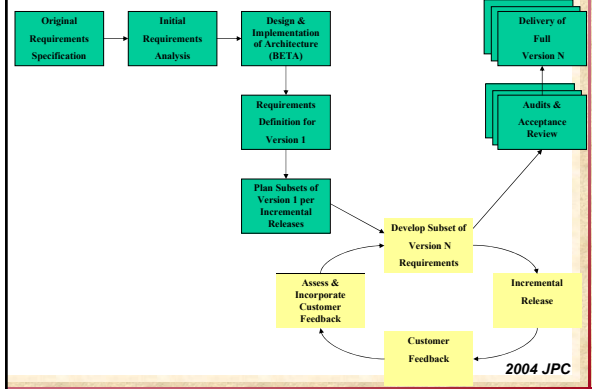 Original
Requirements
Specification
Initial
Requirements
Analysis
Design &
Implementation
of Architecture
(BETA)
Delivery of
Full
Version N
Requirements
Definition for
Version 1
Audits &
Acceptance
Review
Plan Subsets of
Version 1 per
Incremental
Releases
Develop Subset of
Version N
Requirements
Assess &
Incorporate
Customer
Feedback
Incremental
Release
Customer
Feedback
2004 JPC